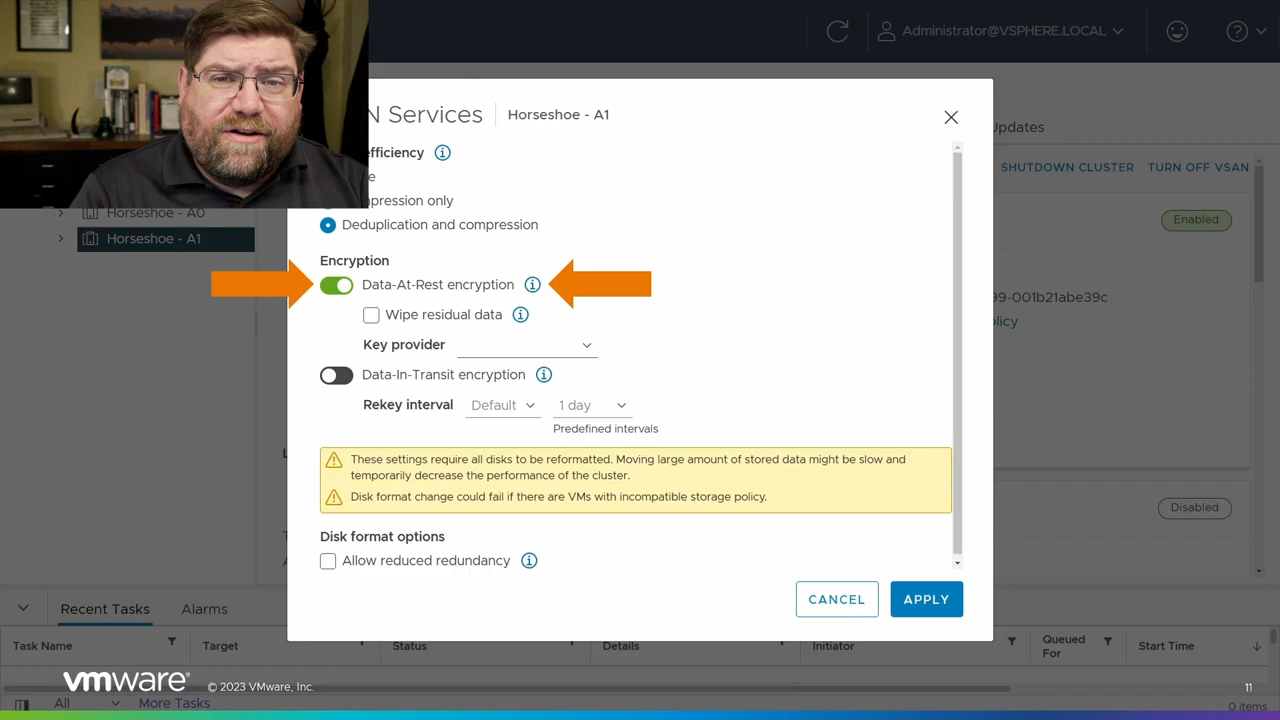 Administrator@VSPHERE.LOCAL
N Services
Horseshoe - A1
Updates
fficiency
SHUTDOWN CLUSTER
TURN OFF VSAN
pression only
Horseshoe - A0
Enabled
Deduplication and compression
Horseshoe - A1
Encryption
Data-At-Rest encryption
99-001b21abe39c
Wipe residual data
olicy
Key provider
Data-In-Transit encryption
Rekey interval
Default
1 day
Predefined intervals
These settings require all disks to be reformatted. Moving large amount of stored data might be slow and
temporarily decrease the performance of the cluster.
Disk format change could fail if there are VMs with incompatible storage policy.
Disabled
Disk format options
Allow reduced redundancy
CANCEL
APPLY
Recent Tasks
Alarms
Task Name
Target
Status
Details
Initiator
Queued
For
Start Time
vmware
© 2023 VMware, Inc.
11
All
More Tasks
0 items